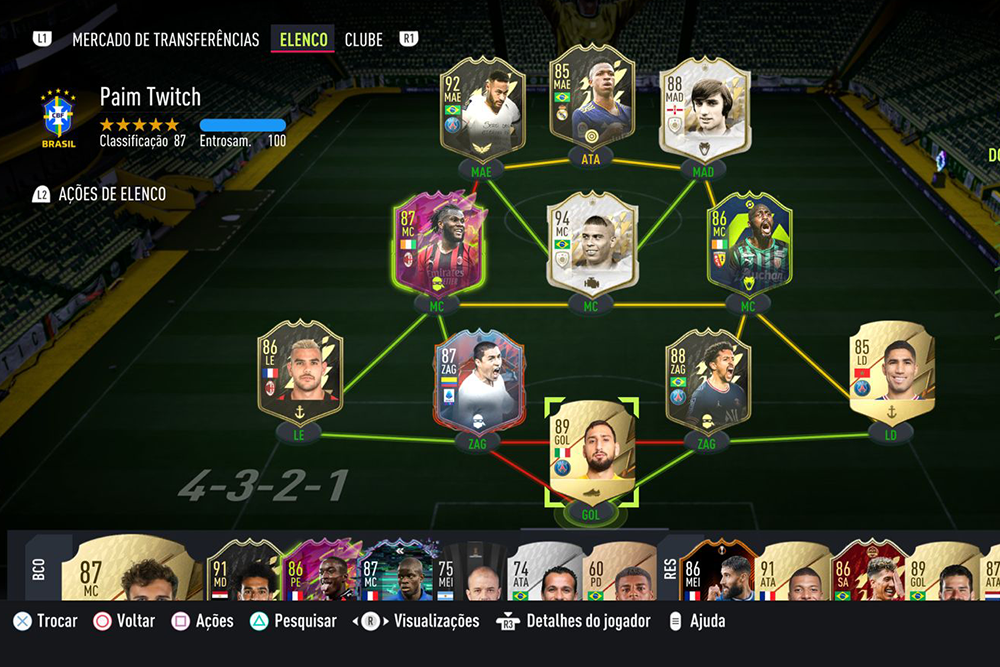 L1 MERCADO DE TRANSFERÊNCIAS ELENCO CLUBE R1
Paim Twitch
Classificação 87 Entrosam. 100
BRASIL
L2 AÇÕES DE ELENCO
92 MAE
85 MAE
88 MAD
MAE
ATA
MAD
87 MC
94 MC
86 MC
MC
MC
MC
86 LE
87 ZAG
88 ZAG
85 LD
LE
ZAG
ZAG
LD
89 GOL
GOL
4-3-2-1
BCO
87 MC
91 MD
86 PE
87 MC
75 MEI
74 ATA
60 PD
RES
86 MEI
91 ATA
86 SA
89 GOL
87
Trocar Voltar Ações Pesquisar R Visualizações R3 Detalhes do jogador Ajuda